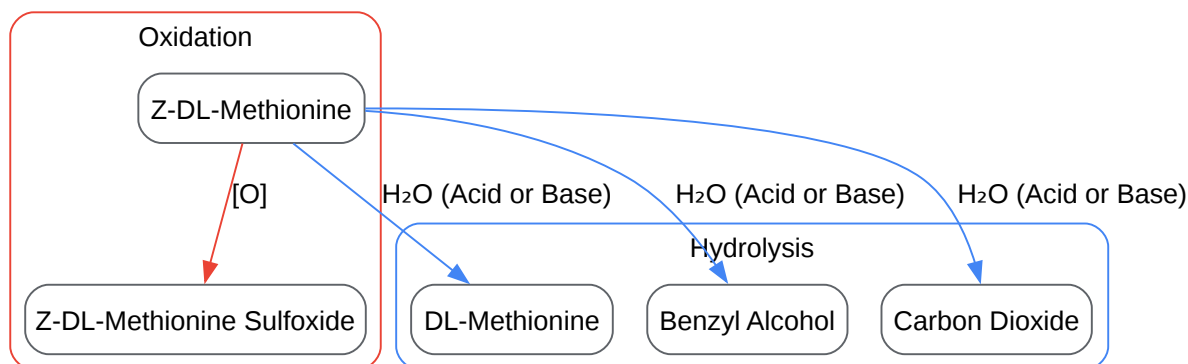 Oxidation
Z-DL-Methionine
[O]
H₂O (Acid or Base)
H₂O (Acid or Base)
H₂O (Acid or Base)
Hydrolysis
Z-DL-Methionine Sulfoxide
DL-Methionine
Benzyl Alcohol
Carbon Dioxide